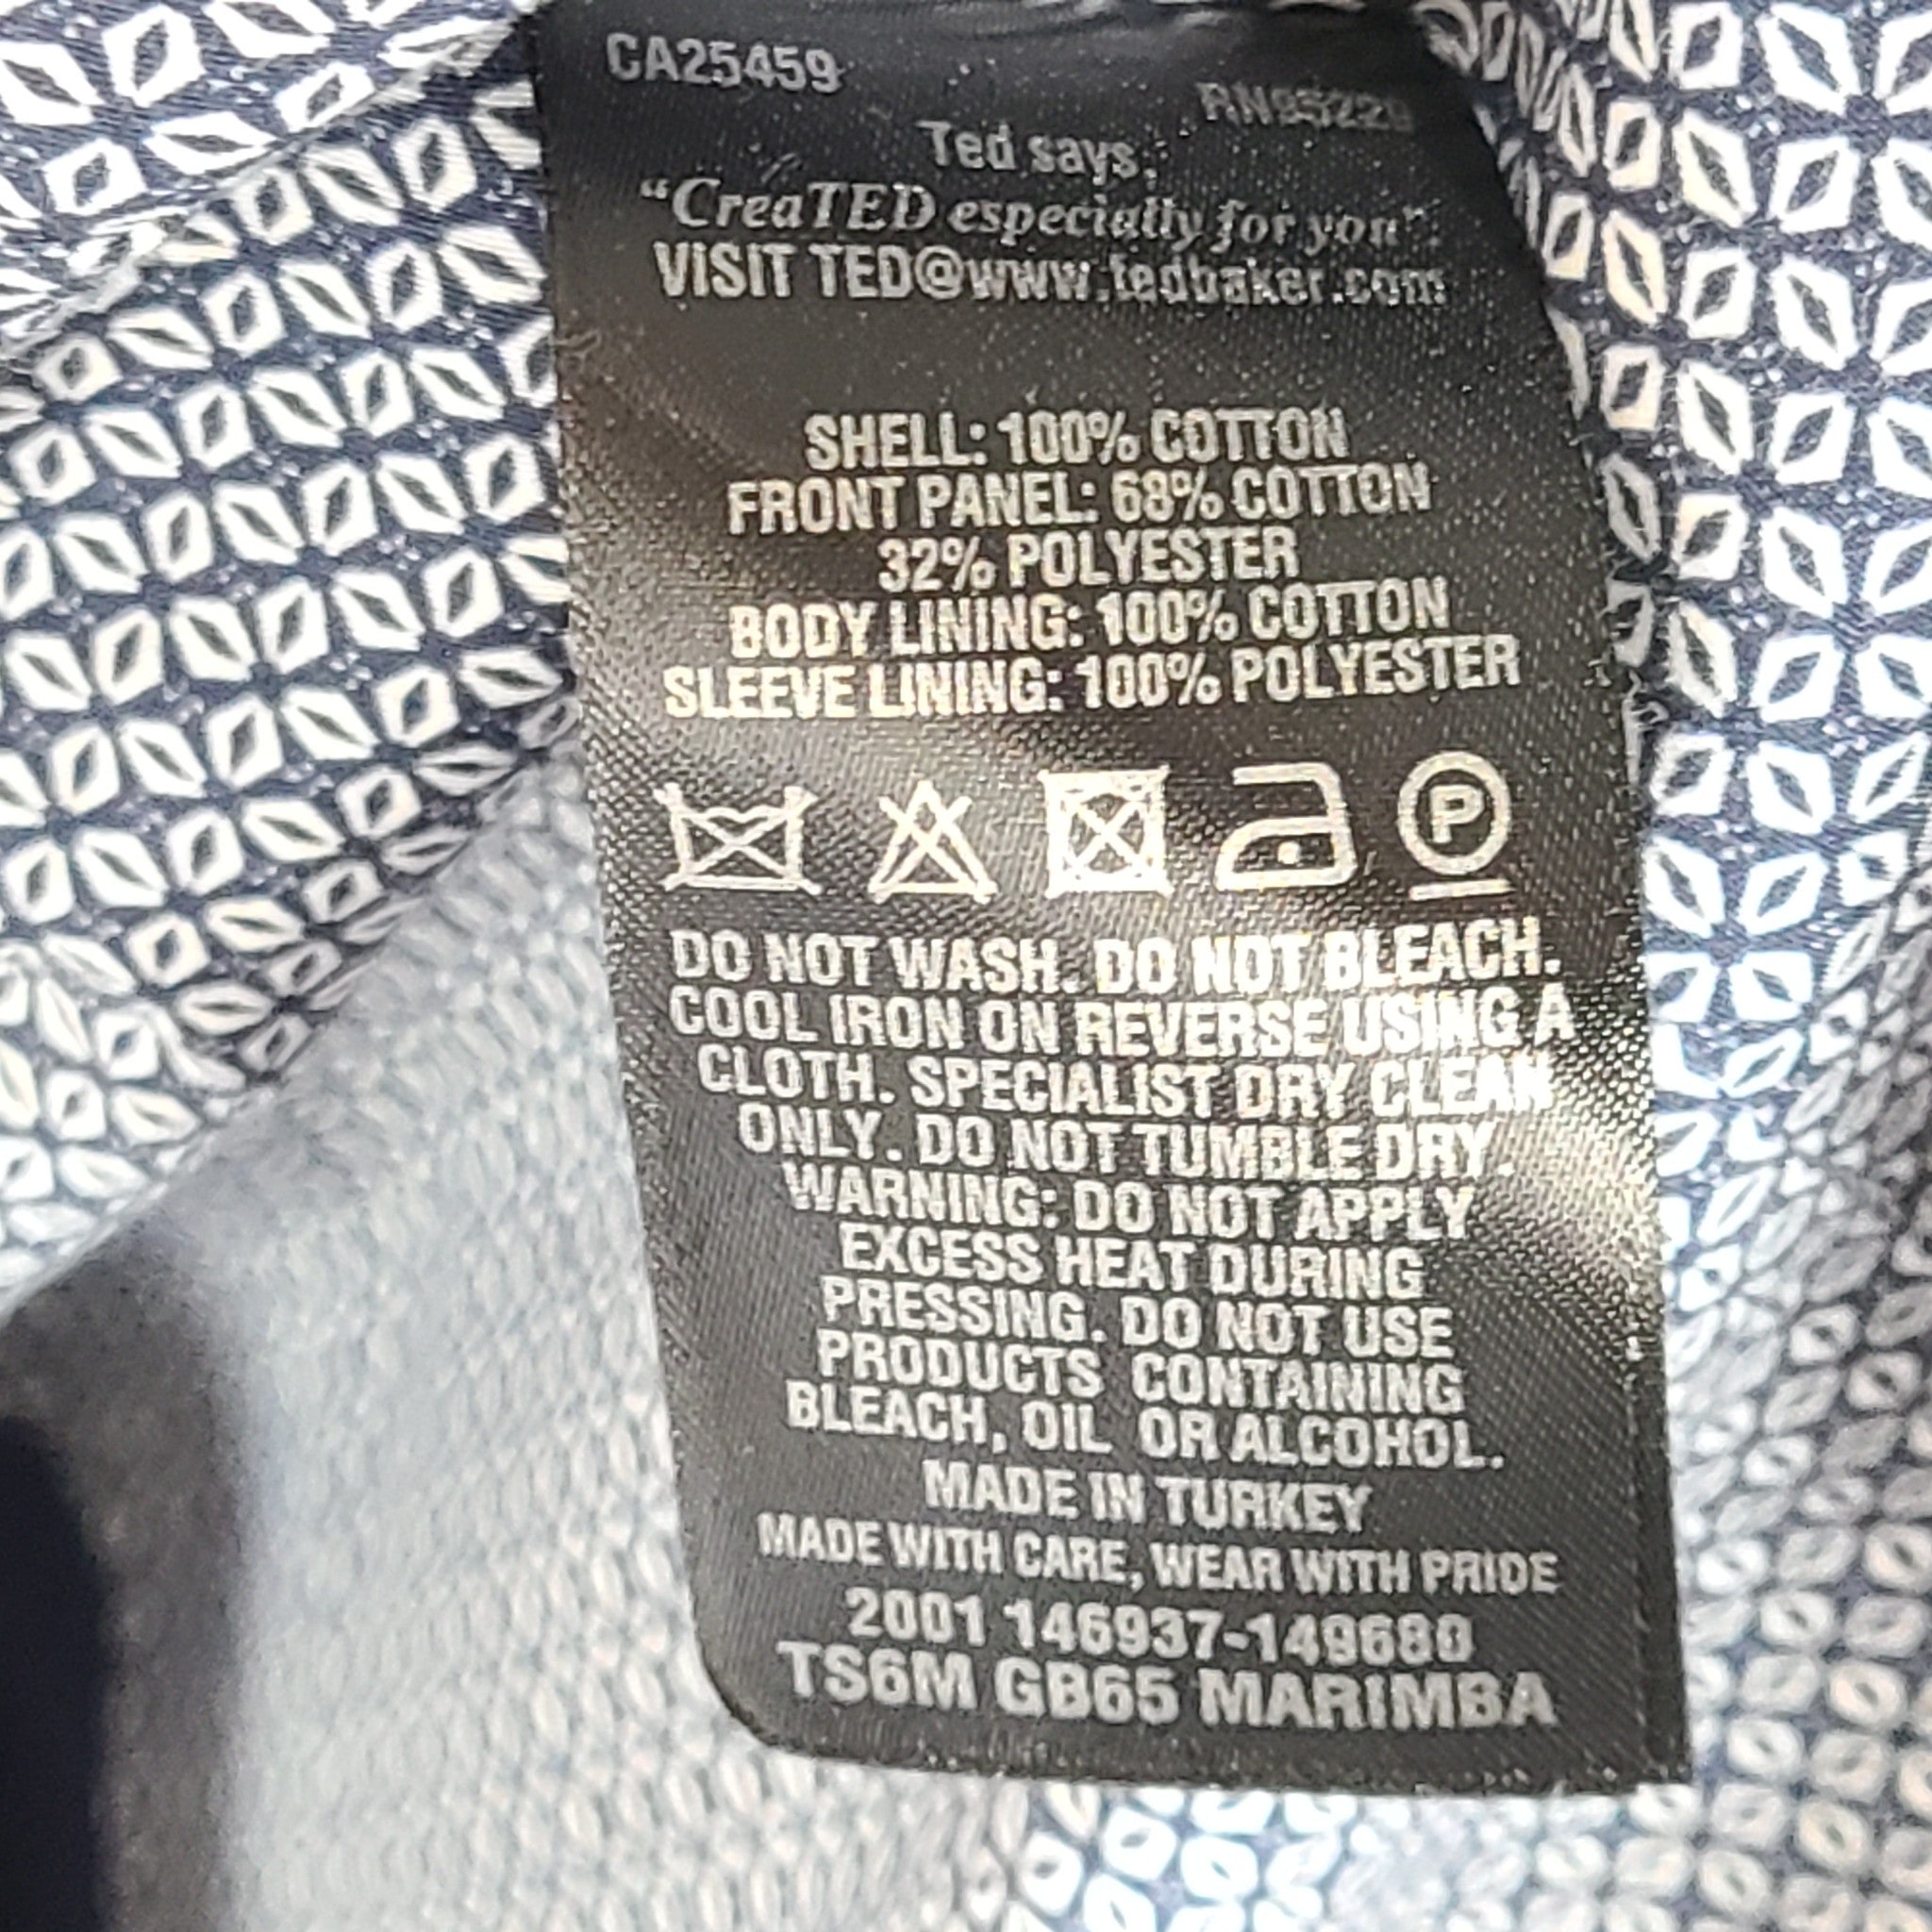 CA25459
Ted says,
"CreaTED especially for you".
VISIT TED@www.tedbaker.com
SHELL: 100% COTTON
FRONT PANEL: 68% COTTON
32% POLYESTER
BODY LINING: 100% COTTON
SLEEVE LINING: 100% POLYESTER
P
DO NOT WASH. DO NOT BLEACH.
COOL IRON ON REVERSE USING A
CLOTH. SPECIALIST DRY CLEAN
ONLY. DO NOT TUMBLE DRY.
WARNING: DO NOT APPLY
EXCESS HEAT DURING
PRESSING. DO NOT USE
PRODUCTS CONTAINING
BLEACH, OIL OR ALCOHOL.
MADE IN TURKEY
MADE WITH CARE, WEAR WITH PRIDE
2001 146937-149680
TS6M GB65 MARIMBA